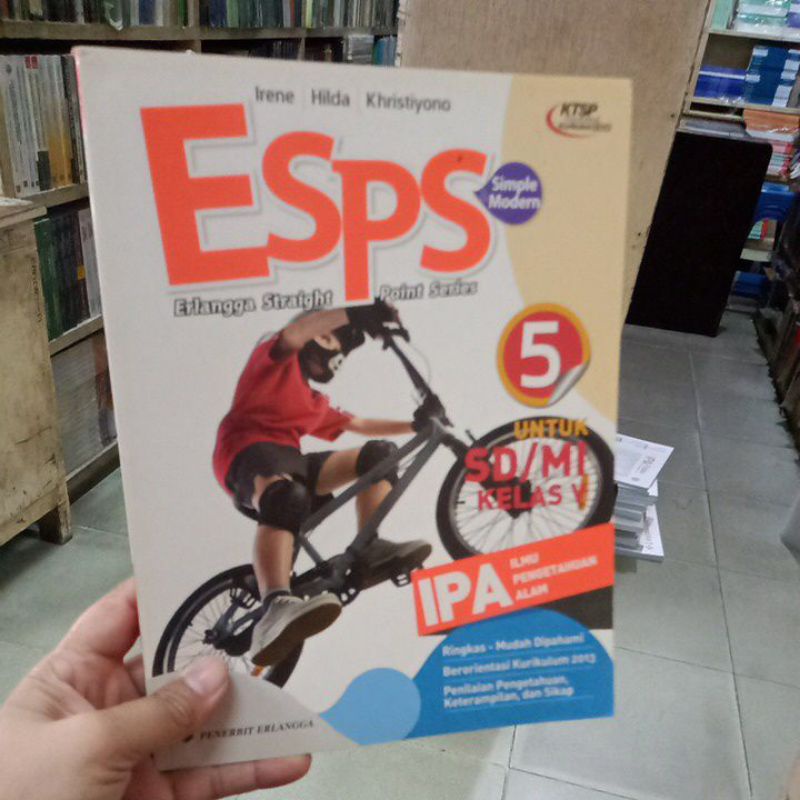 Irene | Hilda | Khristiyono
KTSP
ESPS
Simple
Modern
Erlangga Straight Point Series
5
UNTUK
SD/MI
KELAS V
IPA
ILMU
PENGETAHUAN
ALAM
Ringkas - Mudah Dipahami
Berorientasi Kurikulum 2013
Penilaian Pengetahuan,
Keterampilan, dan Sikap
PENERBIT ERLANGGA